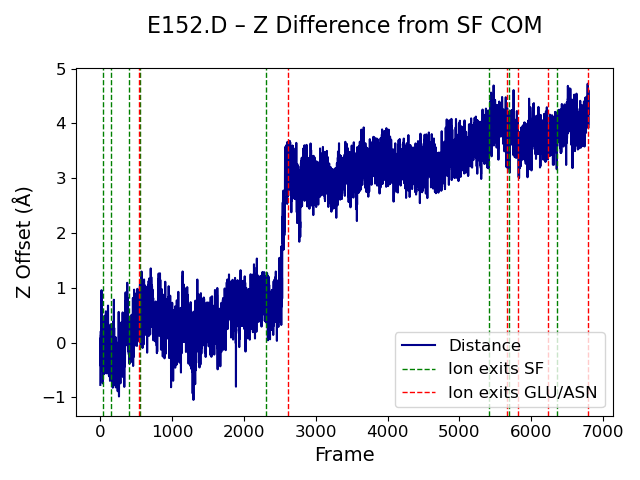 E152.D – Z Difference from SF COM
5
4
3
2
1
0
−1
Z Offset (Å)
Distance
Ion exits SF
Ion exits GLU/ASN
0
1000
2000
3000
4000
5000
6000
7000
Frame